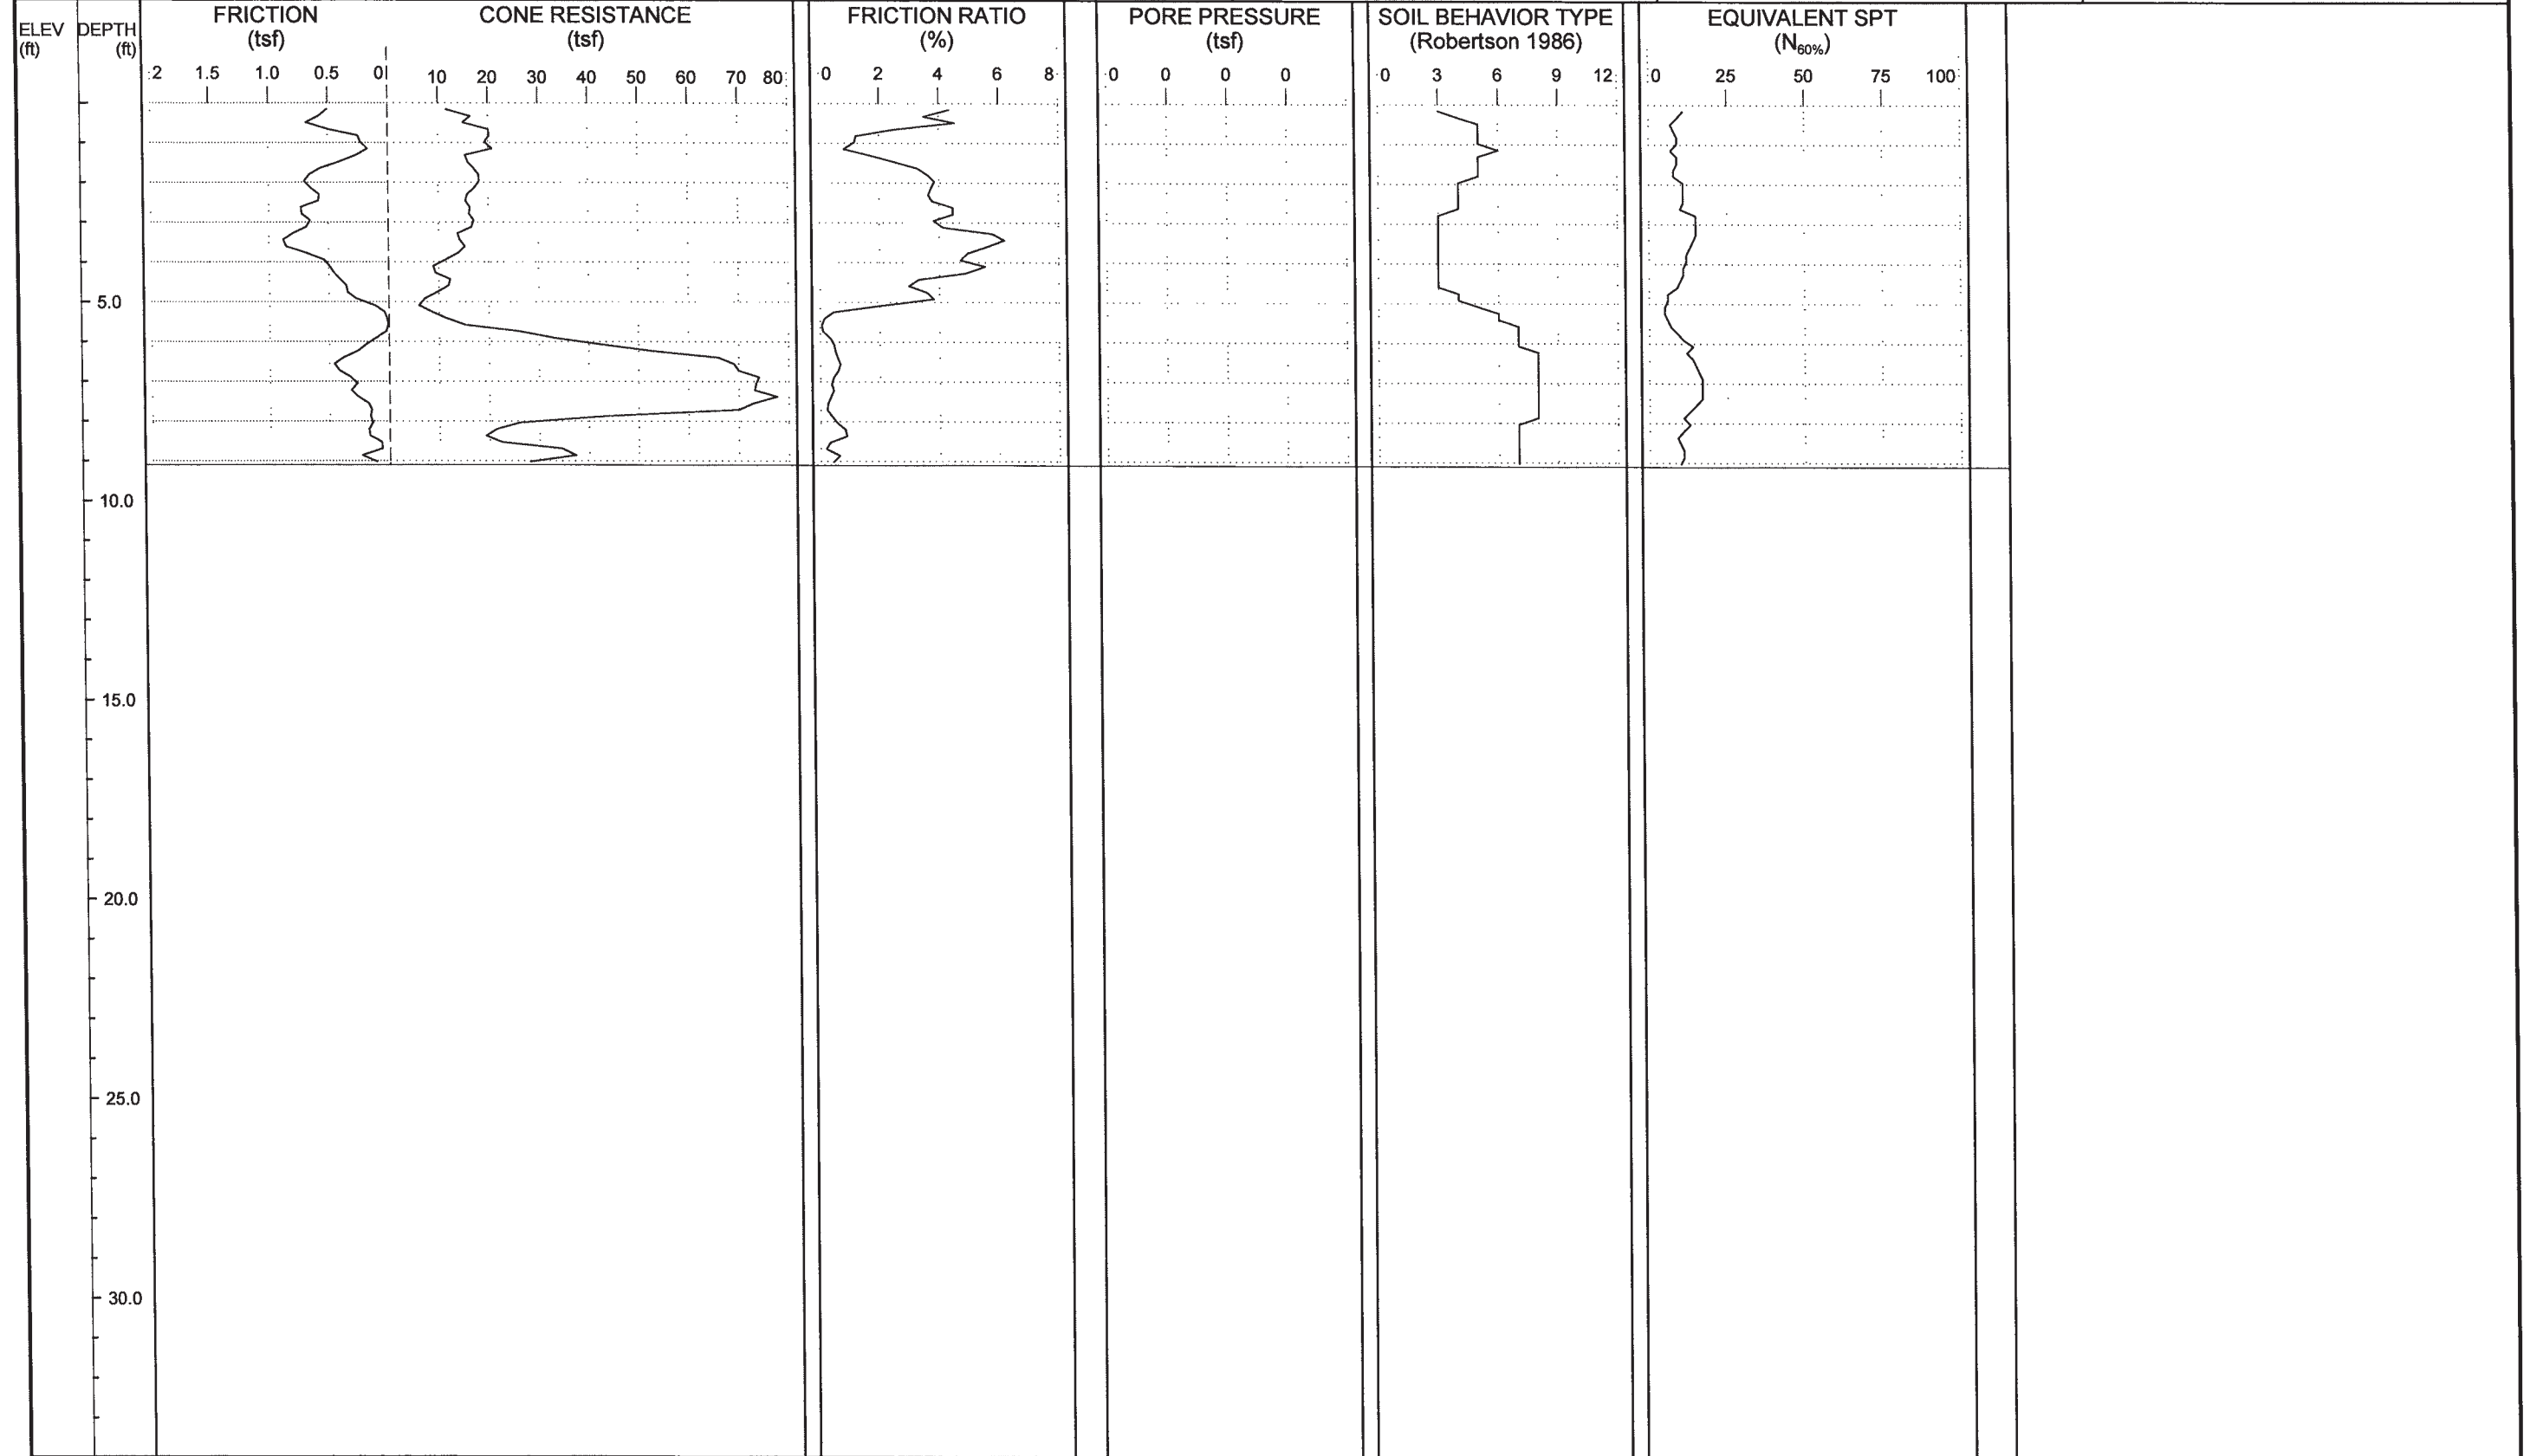 FRICTION CONE RESISTANCE FRICTION RATIO PORE PRESSURE SOIL BEHAVIOR TYPE EQUIVALENT SPT
ELEV DEPTH (tsf) (tsf) (%) (tsf) (Robertson 1986) (N60%)
(ft) (ft)
2 1.5 1.0 0.5 0 10 20 30 40 50 60 70 80 0 2 4 6 8 0 0 0 0 0 3 6 9 12 0 25 50 75 100
5.0
10.0
15.0
20.0
25.0
30.0